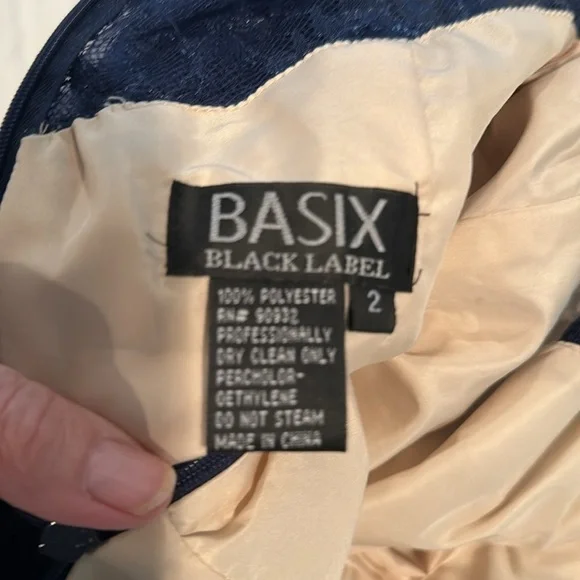 BASIX
BLACK LABEL
2
100% POLYESTER
RN# 90932
PROFESSIONALLY
DRY CLEAN ONLY
PERCHOLOR-
OETHYLENE
DO NOT STEAM
MADE IN CHINA